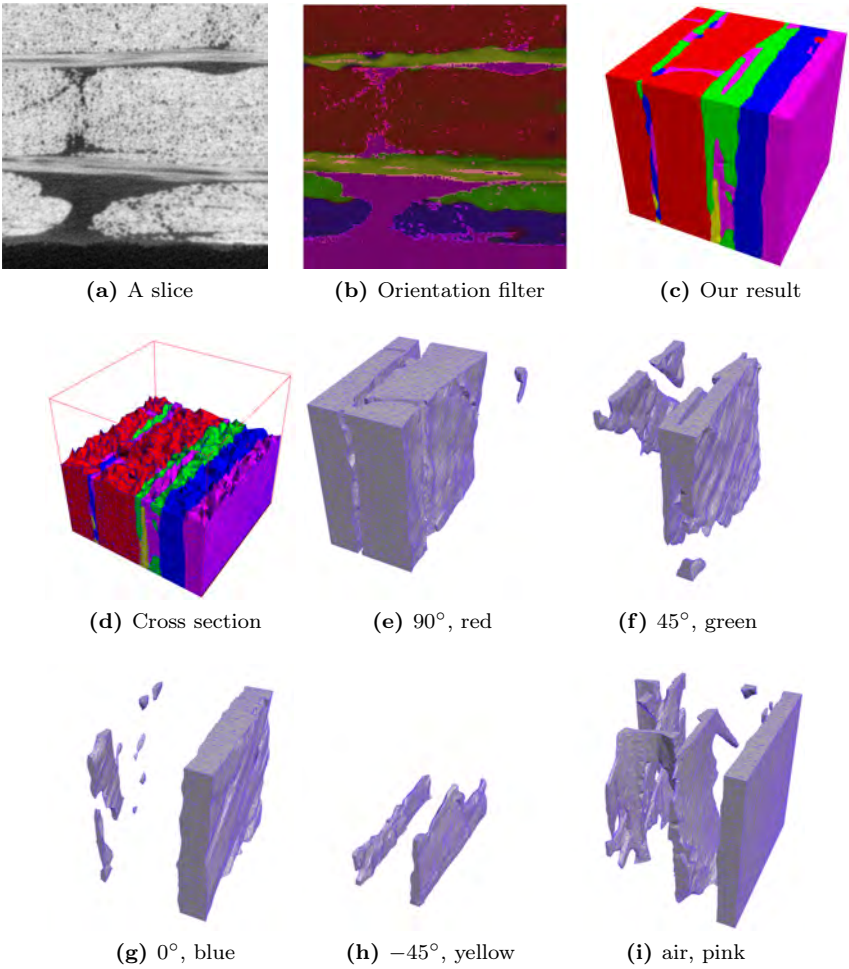 (a) A slice
(b) Orientation filter
(c) Our result
(d) Cross section
(e) 90°, red
(f) 45°, green
(g) 0°, blue
(h) −45°, yellow
(i) air, pink